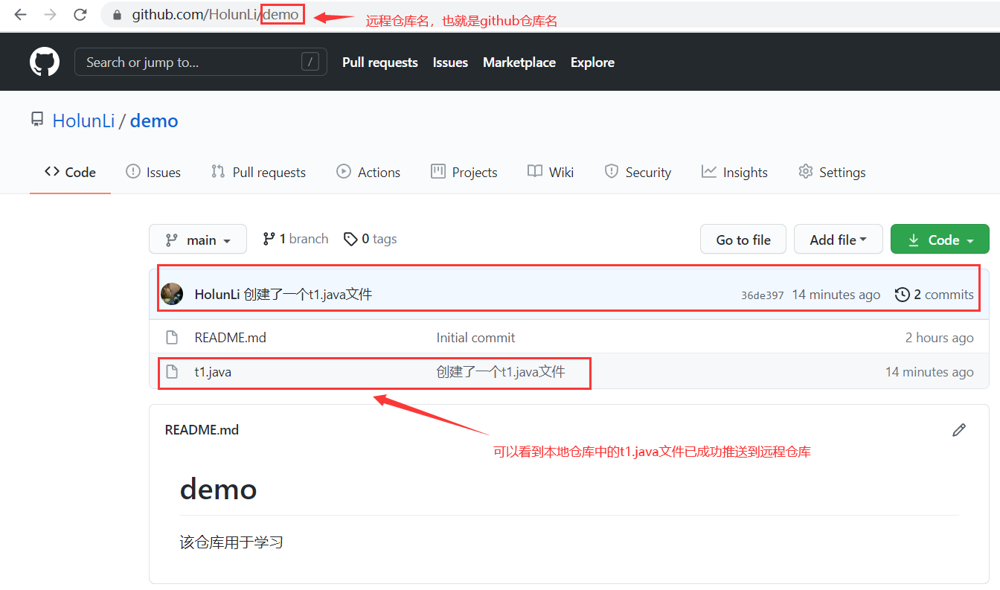 github.com/HolunLi/demo
远程仓库名，也就是github仓库名
Search or jump to... / Pull requests Issues Marketplace Explore
HolunLi / demo
Code Issues Pull requests Actions Projects Wiki Security Insights Settings
main 1 branch 0 tags Go to file Add file Code
HolunLi 创建了一个t1.java文件 36de397 14 minutes ago 2 commits
README.md Initial commit 2 hours ago
t1.java 创建了一个t1.java文件 14 minutes ago
README.md
可以看到本地仓库中的t1.java文件已成功推送到远程仓库
demo
该仓库用于学习